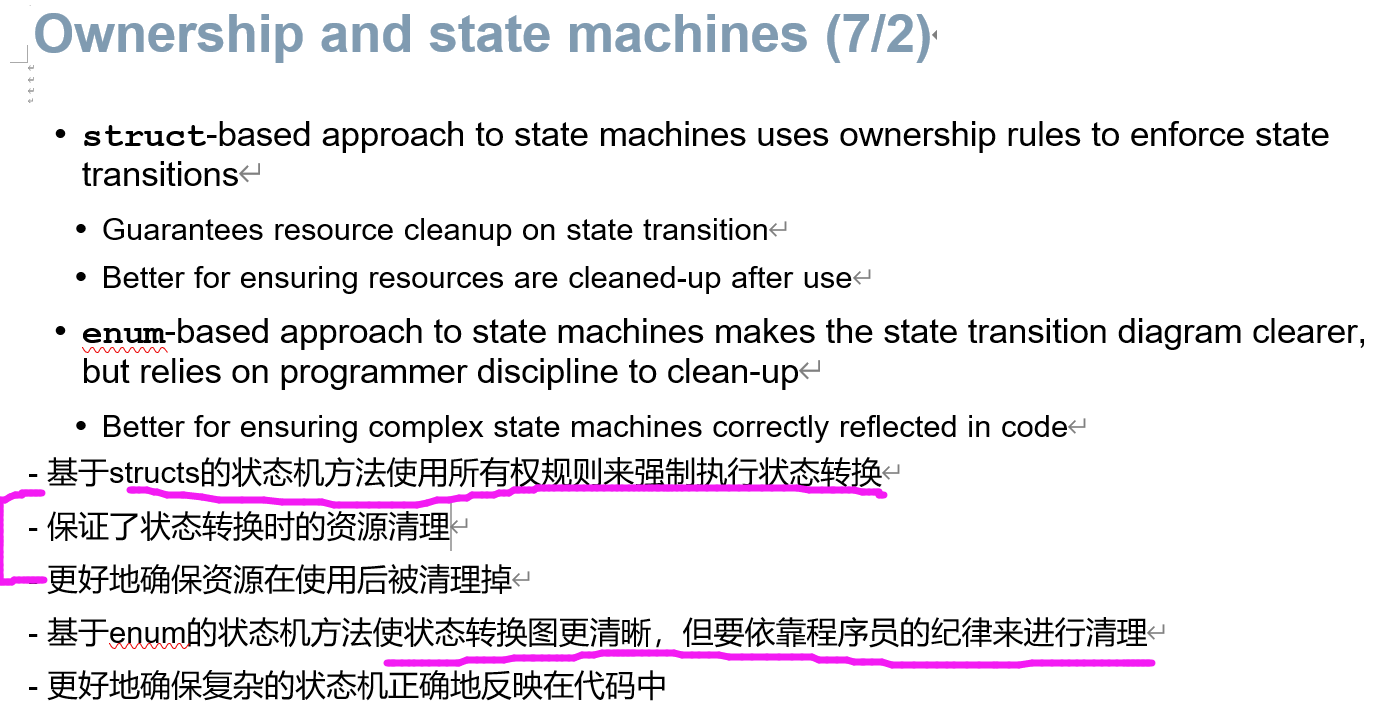 Ownership and state machines (7/2)
• struct-based approach to state machines uses ownership rules to enforce state
transitions
• Guarantees resource cleanup on state transition
• Better for ensuring resources are cleaned-up after use
• enum-based approach to state machines makes the state transition diagram clearer,
but relies on programmer discipline to clean-up
• Better for ensuring complex state machines correctly reflected in code
- 基于structs的状态机方法使用所有权规则来强制执行状态转换
- 保证了状态转换时的资源清理
- 更好地确保资源在使用后被清理掉
- 基于enum的状态机方法使状态转换图更清晰，但要依靠程序员的纪律来进行清理
- 更好地确保复杂的状态机正确地反映在代码中